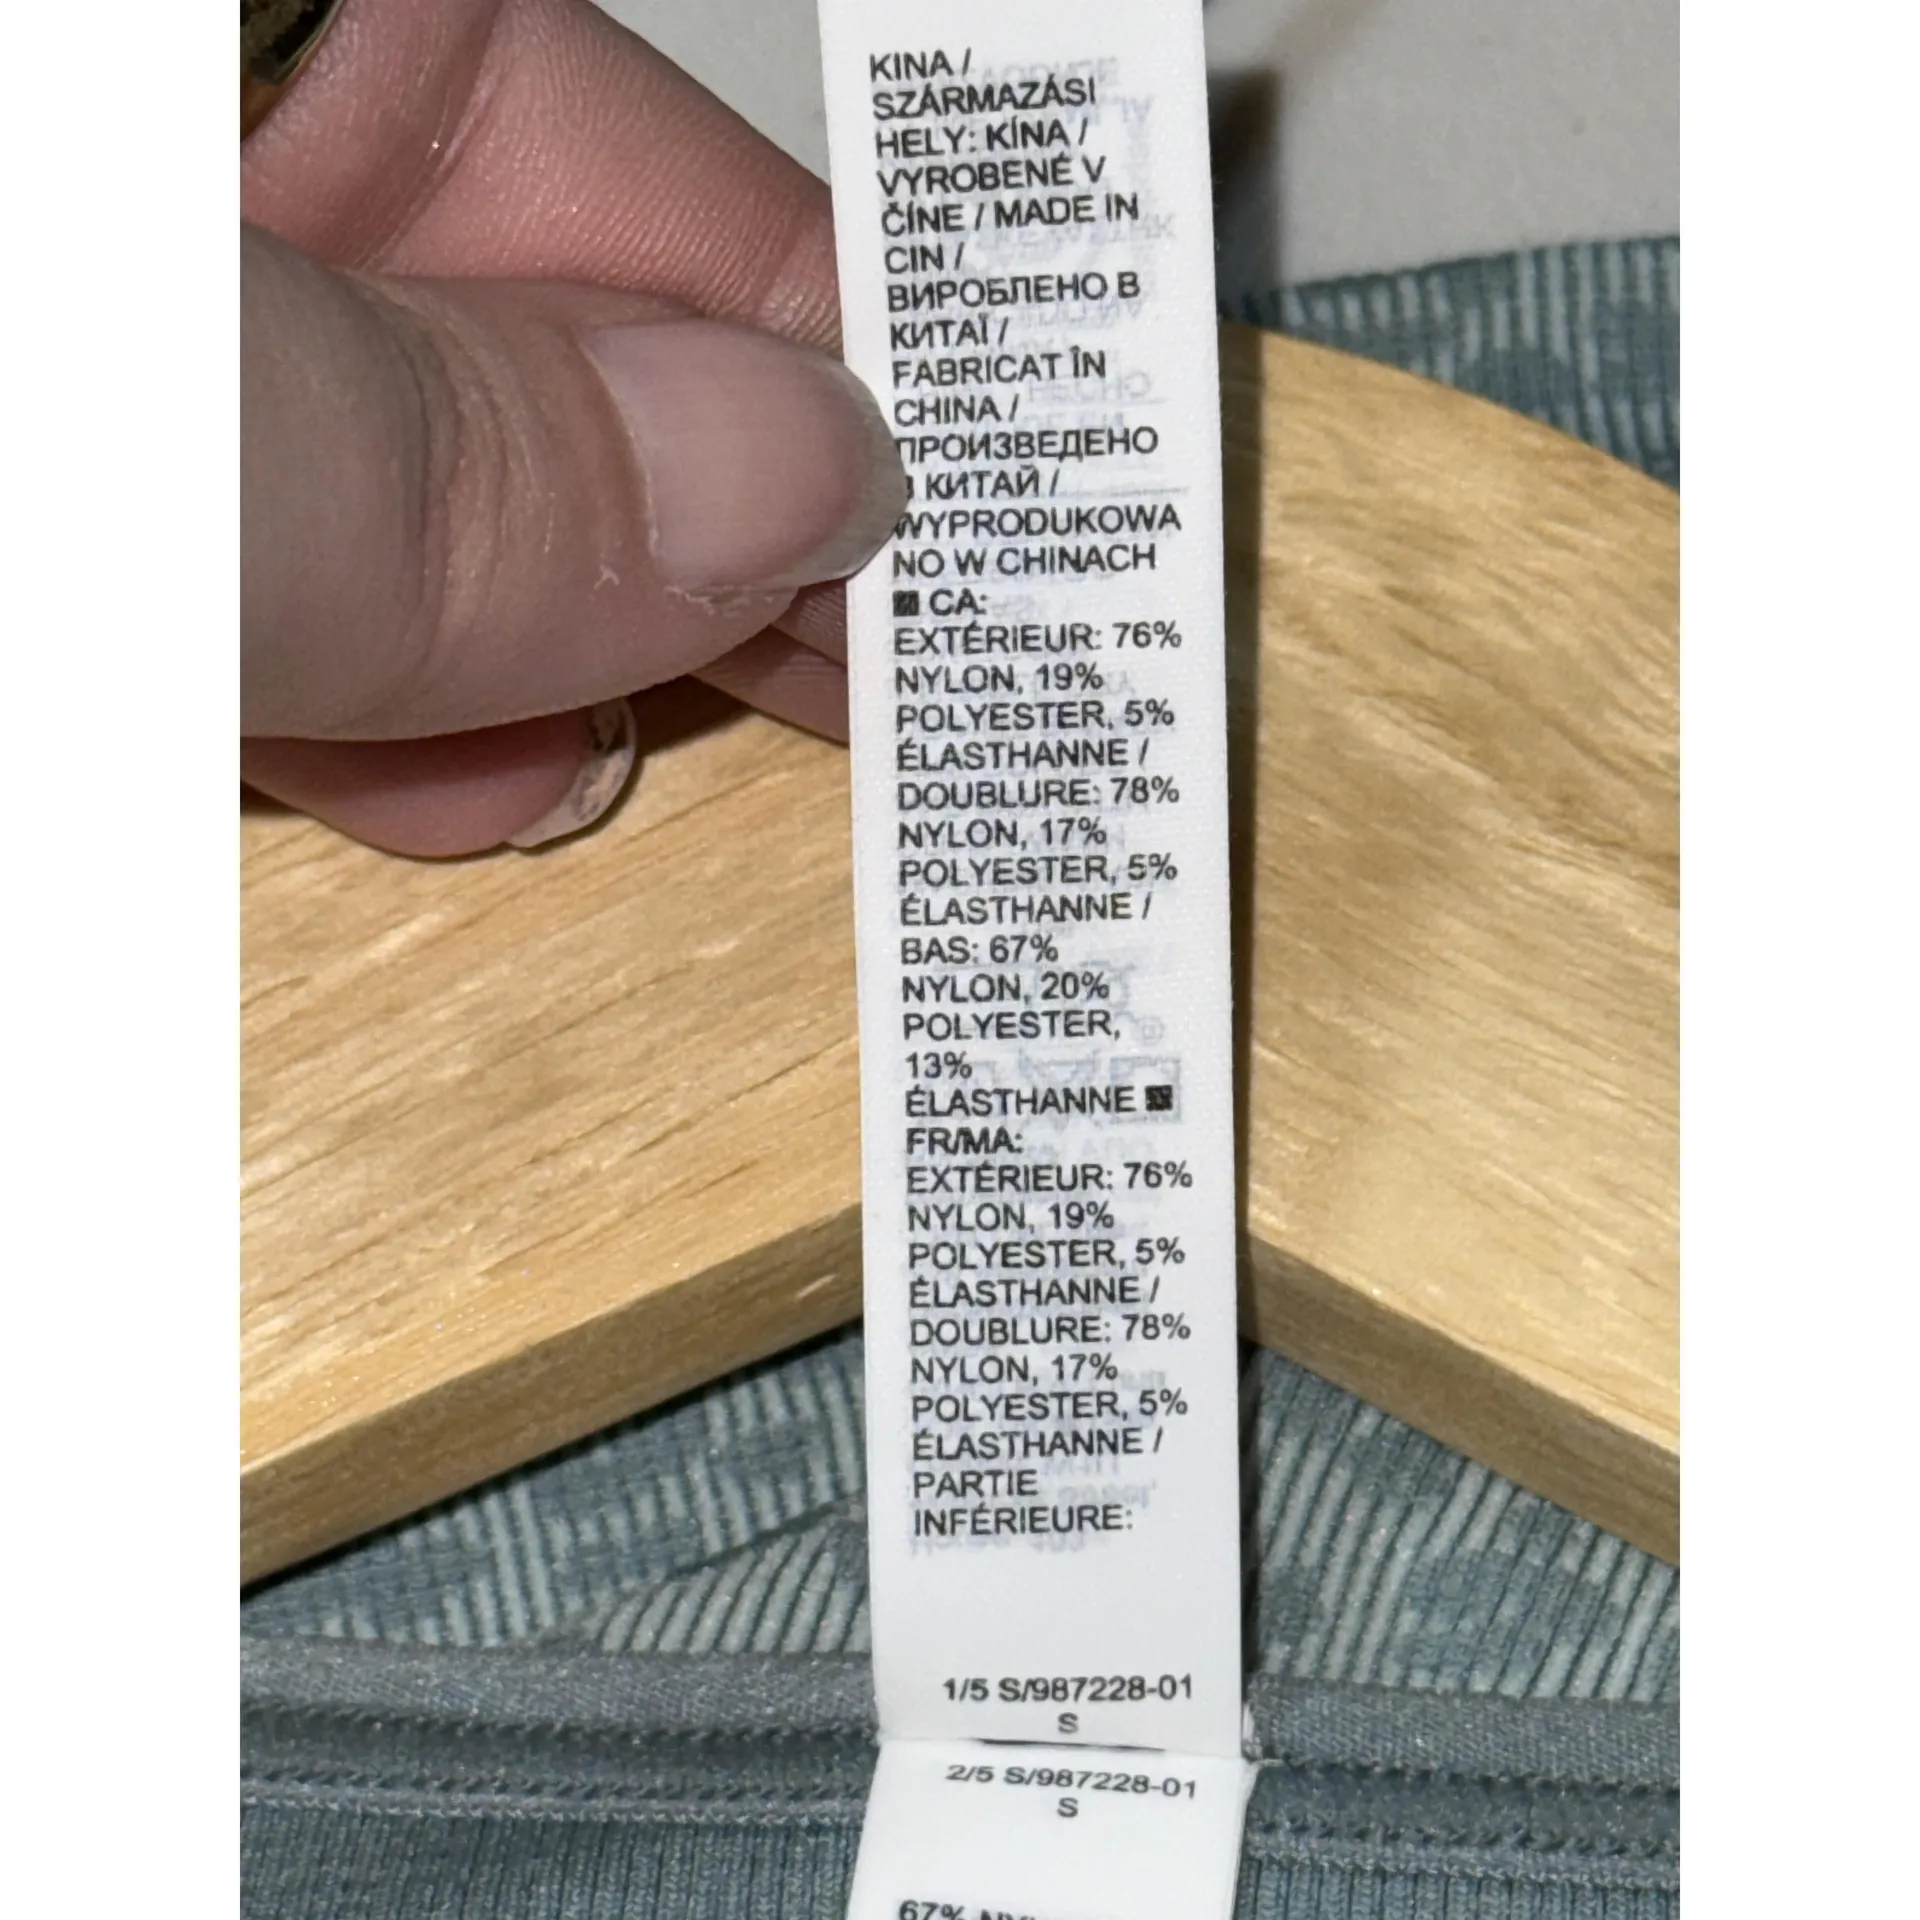 KINA /
SZÁRMAZÁSI
HELY: KÍNA /
VYROBENÉ V
ČÍNE / MADE IN
CIN /
ВИРОБЛЕНО В
КИТАЇ /
FABRICAT ÎN
CHINA /
ПРОИЗВЕДЕНО
КИТАЙ /
WYPRODUKOWA
NO W CHINACH
CA:
EXTÉRIEUR: 76%
NYLON, 19%
POLYESTER, 5%
ÉLASTHANNE /
DOUBLURE: 78%
NYLON, 17%
POLYESTER, 5%
ÉLASTHANNE /
BAS: 67%
NYLON, 20%
POLYESTER,
13%
ÉLASTHANNE
FR/MA:
EXTÉRIEUR: 76%
NYLON, 19%
POLYESTER, 5%
ÉLASTHANNE /
DOUBLURE: 78%
NYLON, 17%
POLYESTER, 5%
ÉLASTHANNE /
PARTIE
INFÉRIEURE:
1/5 S/987228-01
S
2/5 S/987228-01
S
67%